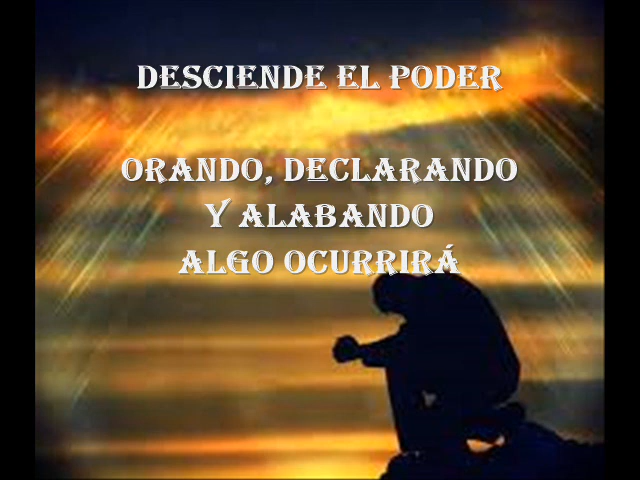 DESCIENDE EL PODER
ORANDO, DECLARANDO
Y ALABANDO
ALGO OCURRIRÁ